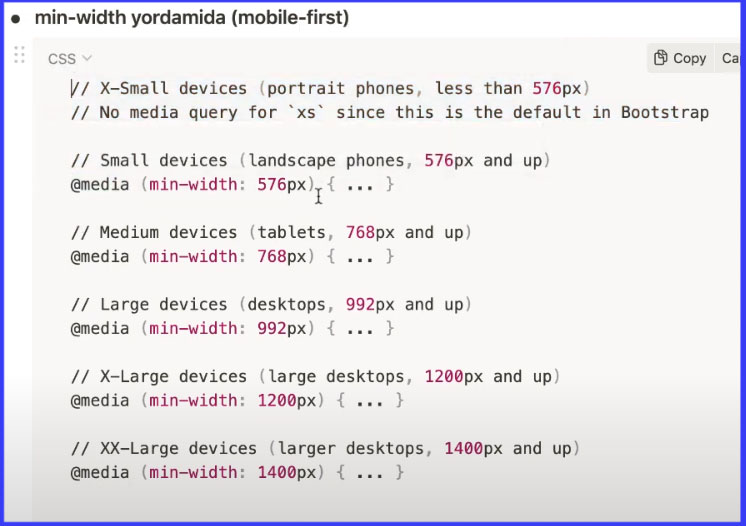 min-width yordamida (mobile-first)
CSS
Copy
Ca
// X-Small devices (portrait phones, less than 576px)
// No media query for `xs` since this is the default in Bootstrap
// Small devices (landscape phones, 576px and up)
@media (min-width: 576px) { ... }
// Medium devices (tablets, 768px and up)
@media (min-width: 768px) { ... }
// Large devices (desktops, 992px and up)
@media (min-width: 992px) { ... }
// X-Large devices (large desktops, 1200px and up)
@media (min-width: 1200px) { ... }
// XX-Large devices (larger desktops, 1400px and up)
@media (min-width: 1400px) { ... }